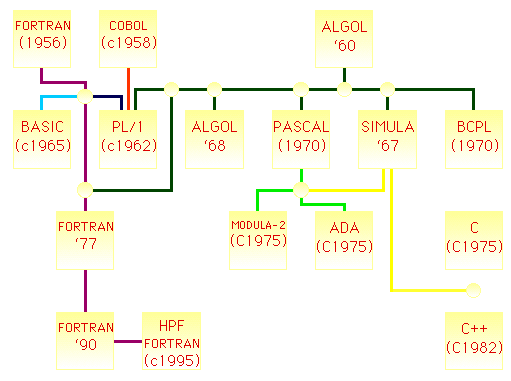 FORTRAN
(1956)
COBOL
(c1958)
ALGOL
‘60
BASIC
(c1965)
PL/1
(c1962)
ALGOL
‘68
PASCAL
(1970)
SIMULA
‘67
BCPL
(1970)
FORTRAN
‘77
MODULA-2
(C1975)
ADA
(C1975)
C
(C1975)
FORTRAN
‘90
HPF
FORTRAN
(c1995)
C++
(C1982)